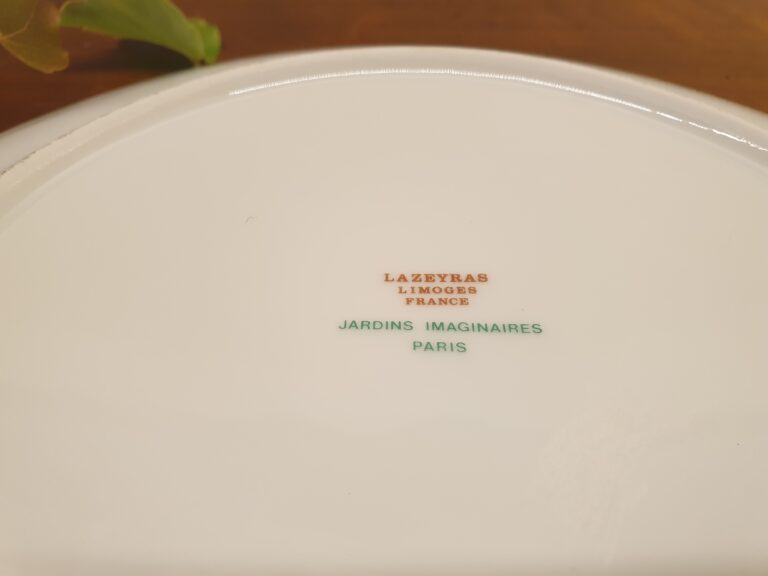 LAZEYRAS
LIMOGES
FRANCE
JARDINS IMAGINAIRES
PARIS